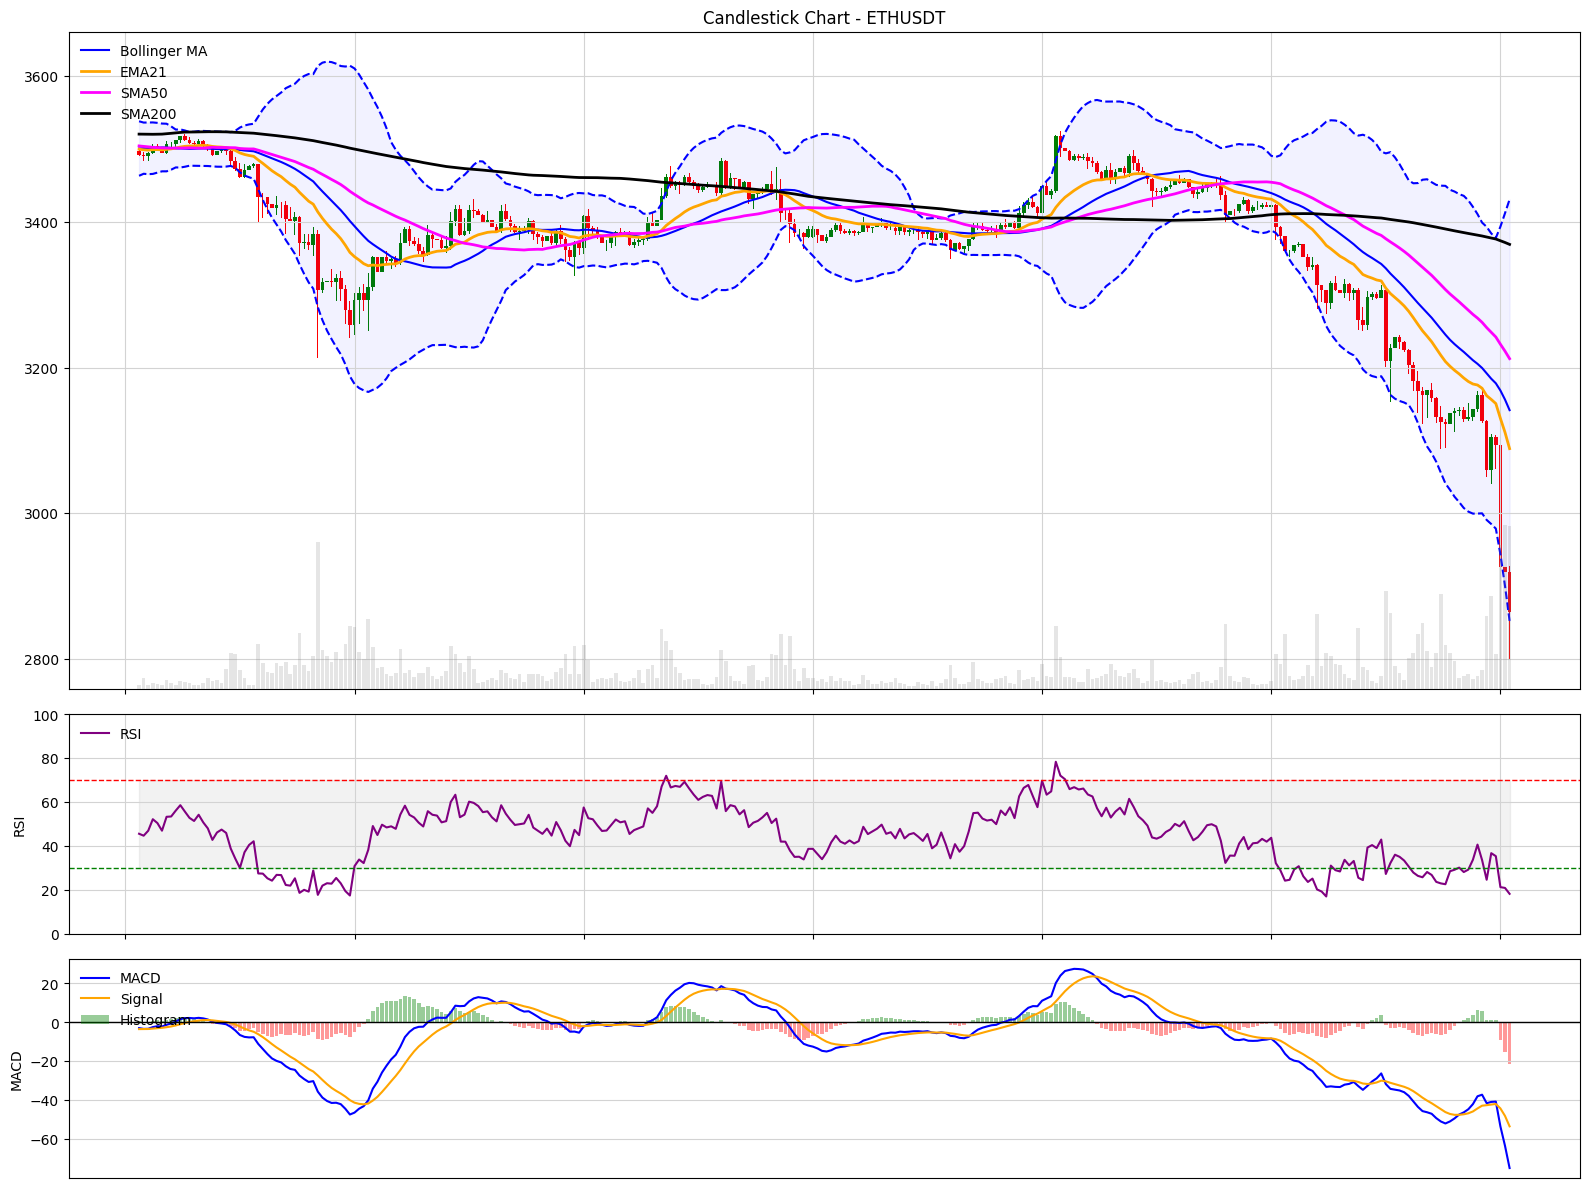 Candlestick Chart - ETHUSDT
Bollinger MA
EMA21
SMA50
SMA200
3600
3400
3200
3000
2800
RSI
100
80
60
40
20
0
RSI
MACD
Signal
Histogram
20
0
−20
−40
−60
MACD